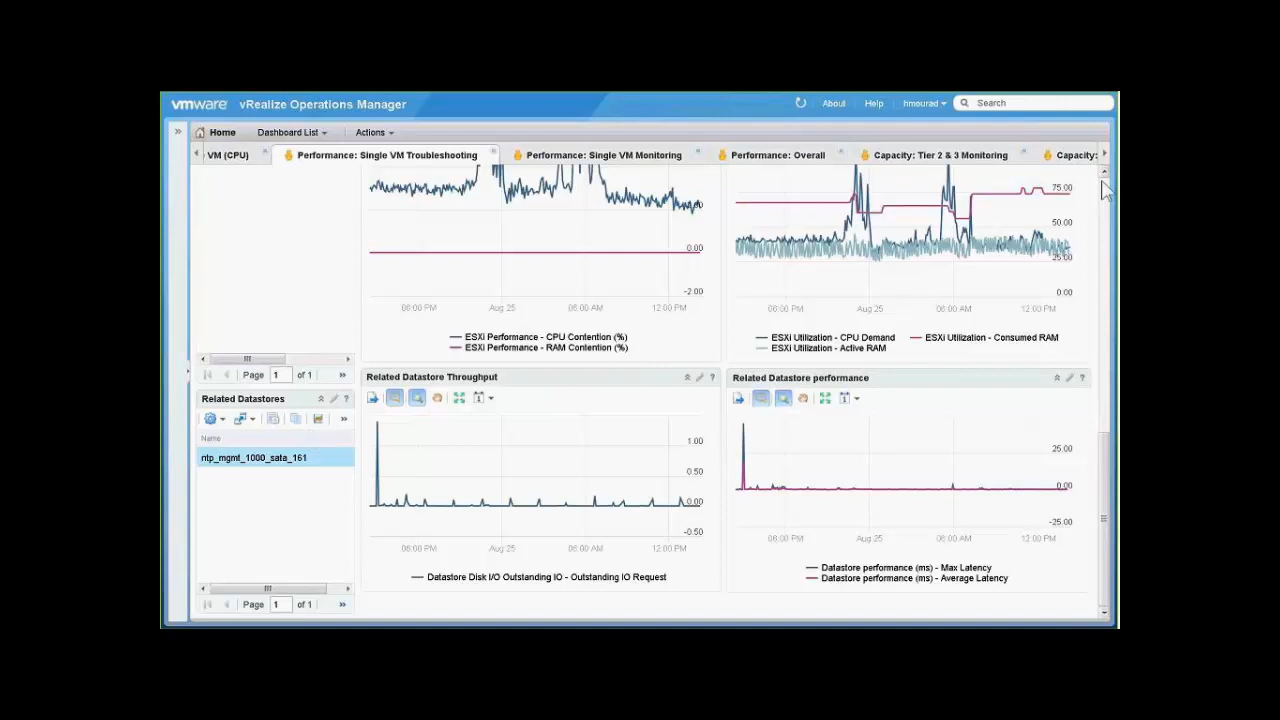 vmware vRealize Operations Manager
About Help hmourad Search
Home Dashboard List Actions
VM (CPU) Performance: Single VM Troubleshooting Performance: Single VM Monitoring Performance: Overall Capacity: Tier 2 & 3 Monitoring Capacity:
0.00
-2.00
06:00 PM Aug 25 06:00 AM 12:00 PM
ESXi Performance - CPU Contention (%)
ESXi Performance - RAM Contention (%)
75.00
50.00
25.00
0.00
06:00 PM Aug 25 06:00 AM 12:00 PM
ESXi Utilization - CPU Demand ESXi Utilization - Consumed RAM
ESXi Utilization - Active RAM
Page 1 of 1
Related Datastores
Name
ntp_mgmt_1000_sata_161
Page 1 of 1
Related Datastore Throughput
1.00
0.50
0.00
-0.50
06:00 PM Aug 25 06:00 AM 12:00 PM
Datastore Disk I/O Outstanding IO - Outstanding IO Request
Related Datastore performance
25.00
0.00
-25.00
06:00 PM Aug 25 06:00 AM 12:00 PM
Datastore performance (ms) - Max Latency
Datastore performance (ms) - Average Latency